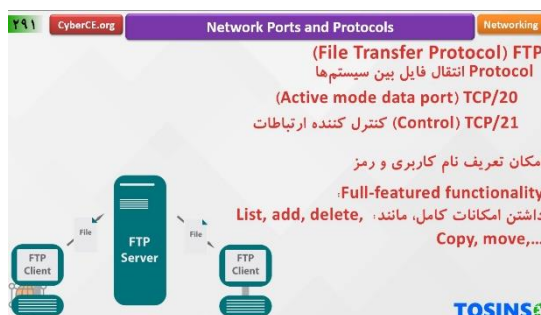 ۲۹۱
CyberCE.org
Network Ports and Protocols
Networking
(File Transfer Protocol) FTP
Protocol انتقال فایل بین سیستم‌ها
(Active mode data port) TCP/20
کنترل کننده ارتباطات (Control) TCP/21
مکان تعریف نام کاربری و رمز
Full-featured functionality،
داشتن امکانات کامل، مانند: List, add, delete,
Copy, move,...
File
File
FTP
Server
FTP
Client
FTP
Client
TOSINSO